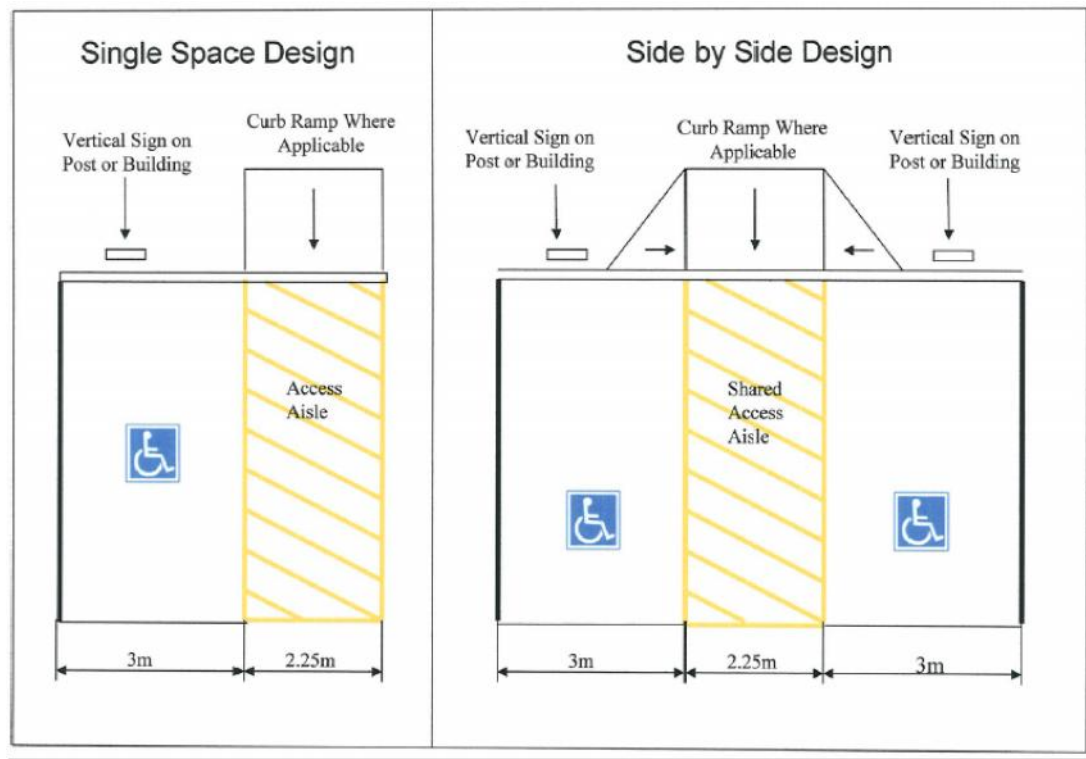 Single Space Design
Vertical Sign on
Post or Building
Curb Ramp Where
Applicable
Access
Aisle
3m
2.25m
Side by Side Design
Vertical Sign on
Post or Building
Curb Ramp Where
Applicable
Vertical Sign on
Post or Building
Shared
Access
Aisle
3m
2.25m
3m